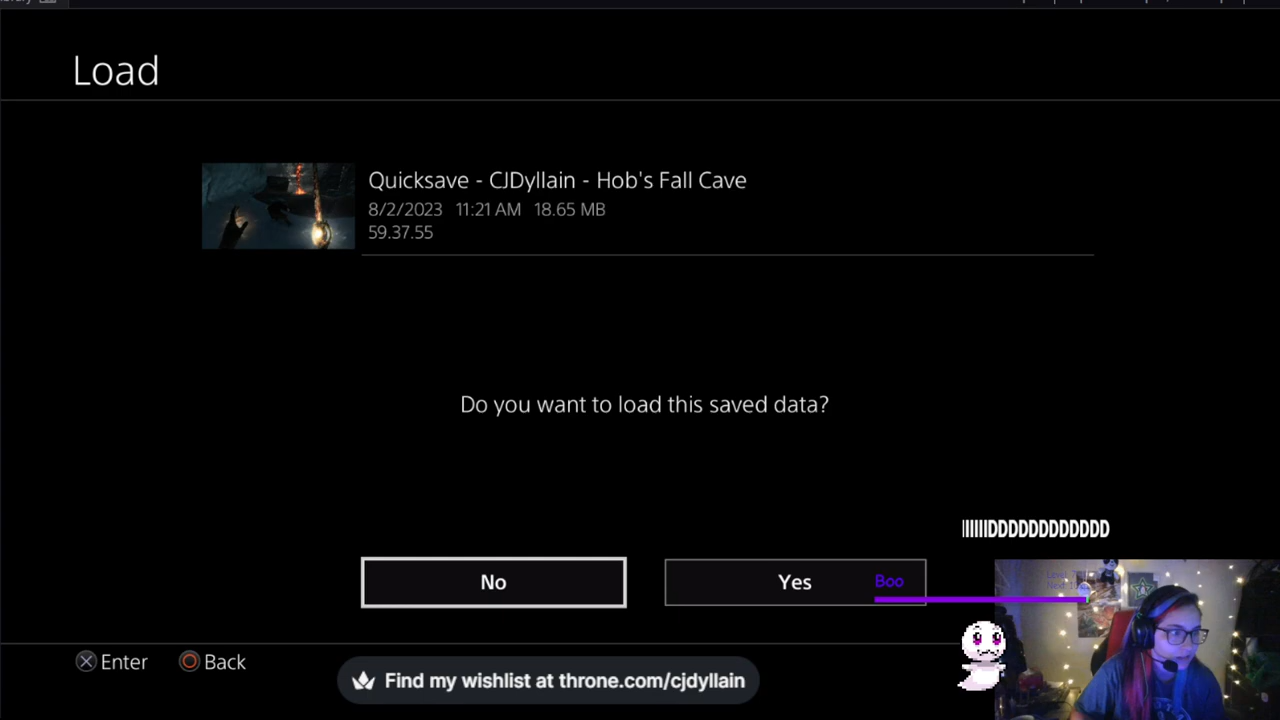 Load
Quicksave - CJDyllain - Hob's Fall Cave
8/2/2023 11:21 AM 18.65 MB
59.37.55
Do you want to load this saved data?
No
Yes
Boo
Enter
Back
Find my wishlist at throne.com/cjdyllain